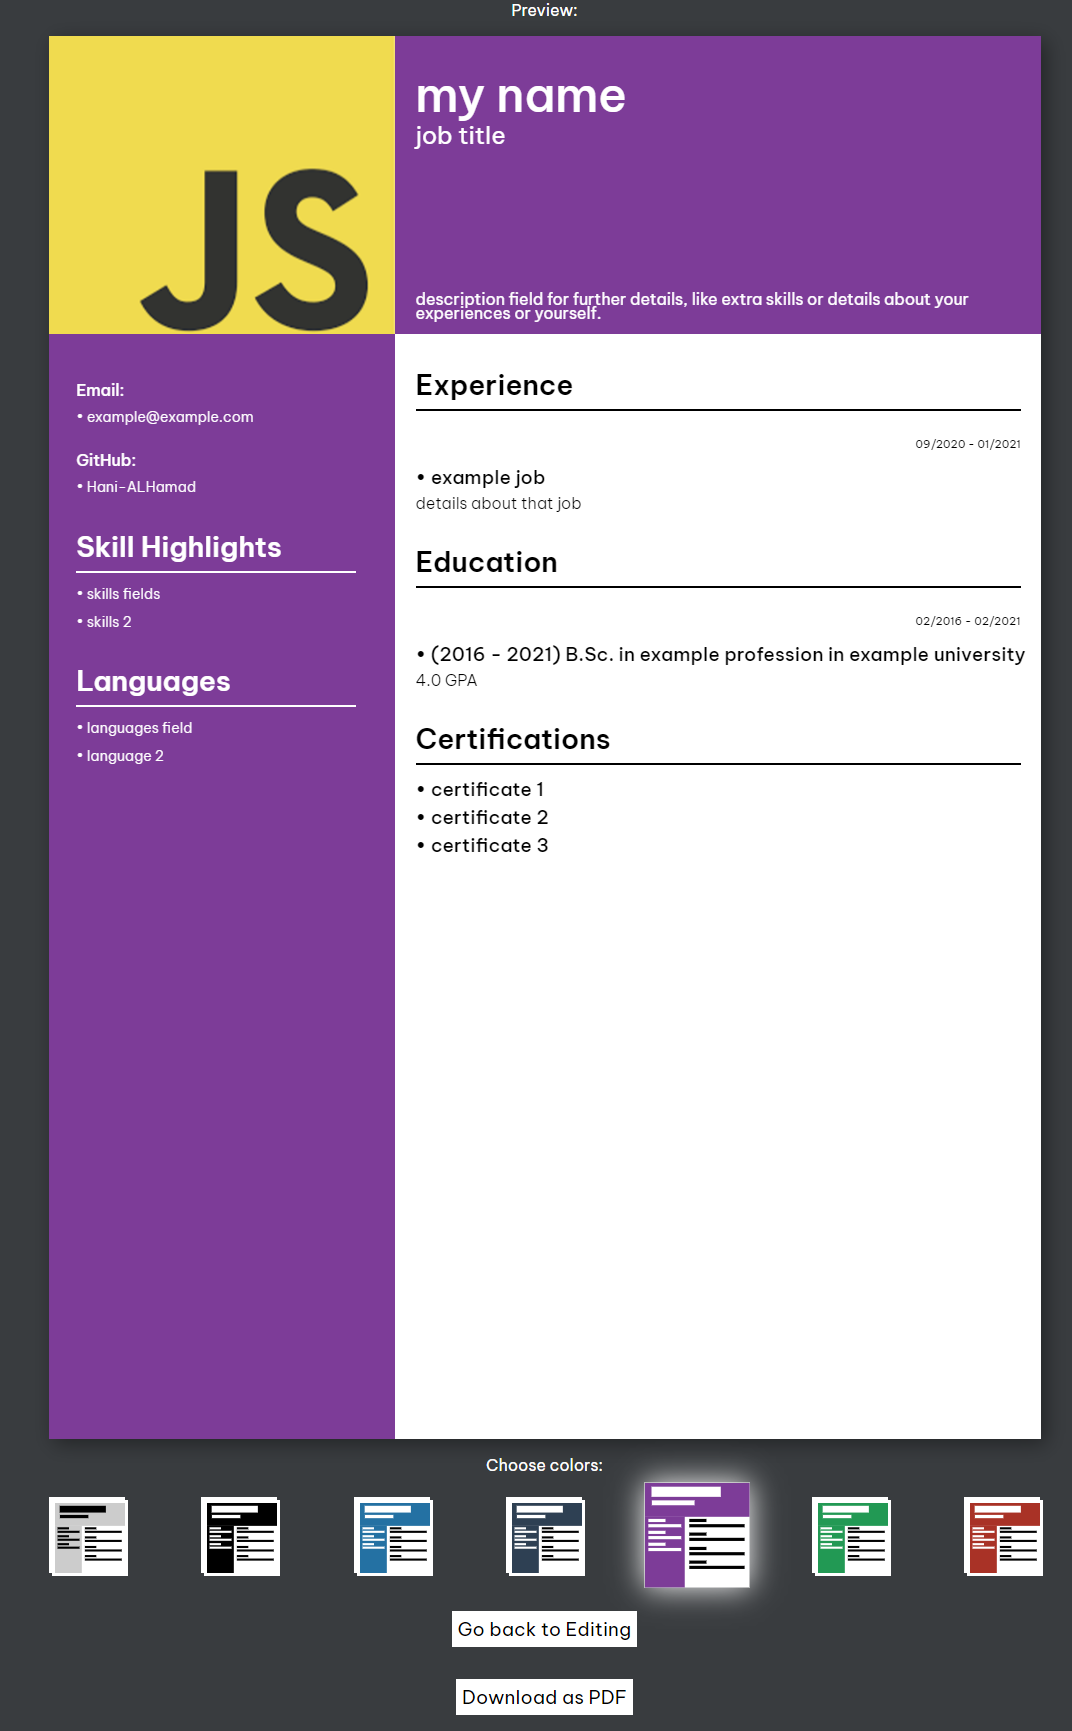 Preview:
JS
my name
job title
description field for further details, like extra skills or details about your
experiences or yourself.
Email:
• example@example.com
GitHub:
• Hani-ALHamad
Skill Highlights
• skills fields
• skills 2
Languages
• languages field
• language 2
Experience
09/2020 - 01/2021
• example job
details about that job
Education
02/2016 - 02/2021
• (2016 - 2021) B.Sc. in example profession in example university
4.0 GPA
Certifications
• certificate 1
• certificate 2
• certificate 3
Choose colors:
Go back to Editing
Download as PDF